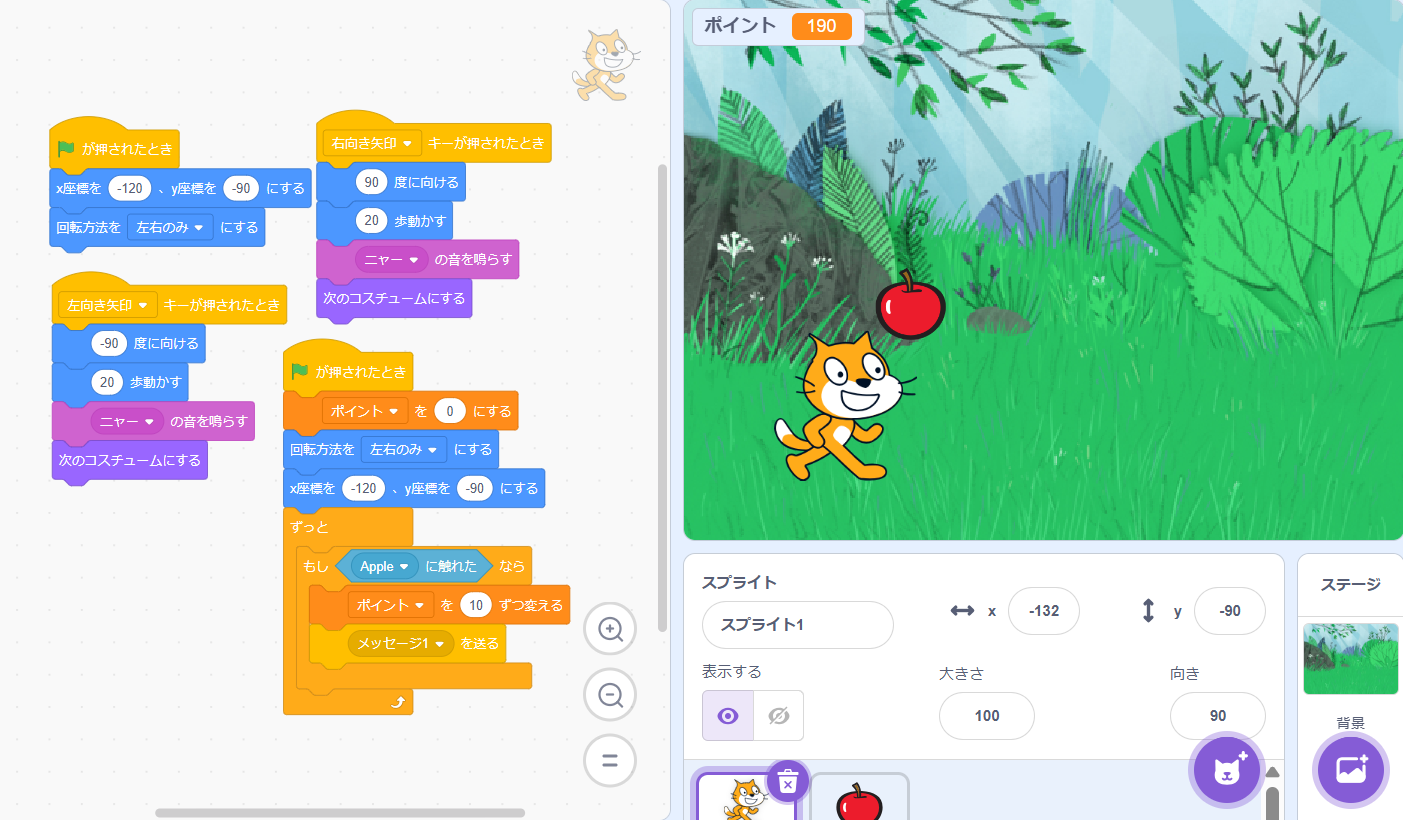 が押されたとき
x座標を -120 、y座標を -90 にする
回転方法を 左右のみ にする
左向き矢印 キーが押されたとき
-90 度に向ける
20 歩動かす
ニャー の音を鳴らす
次のコスチュームにする
右向き矢印 キーが押されたとき
90 度に向ける
20 歩動かす
ニャー の音を鳴らす
次のコスチュームにする
が押されたとき
ポイント を 0 にする
回転方法を 左右のみ にする
x座標を -120 、y座標を -90 にする
ずっと
もし Apple に触れた なら
ポイント を 10 ずつ変える
メッセージ1 を送る
ポイント 190
スプライト
スプライト1
x -132
y -90
表示する
大きさ
100
向き
90
ステージ
背景